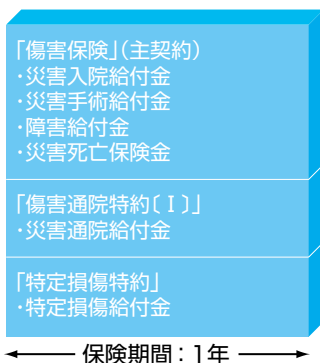 「傷害保険」(主契約)
・災害入院給付金
・災害手術給付金
・障害給付金
・災害死亡保険金
「傷害通院特約〔Ⅰ〕」
・災害通院給付金
「特定損傷特約」
・特定損傷給付金
保険期間:1年